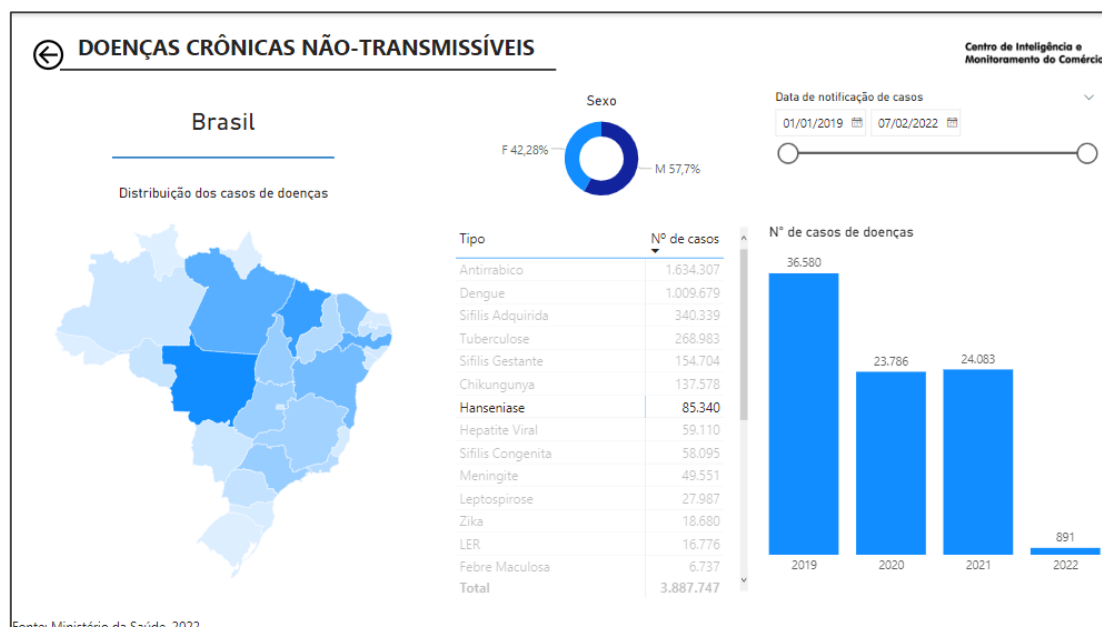 DOENÇAS CRÔNICAS NÃO-TRANSMISSÍVEIS
Centro de Inteligência e
Monitoramento do Comércio
Brasil
Distribuição dos casos de doenças
Sexo
F 42,28%
M 57,7%
Data de notificação de casos
01/01/2019
07/02/2022
Tipo Nº de casos
Antirrabico 1.634.307
Dengue 1.009.679
Sifilis Adquirida 340.339
Tuberculose 268.983
Sifilis Gestante 154.704
Chikungunya 137.578
Hanseniase 85.340
Hepatite Viral 59.110
Sifilis Congenita 58.095
Meningite 49.551
Leptospirose 27.987
Zika 18.680
LER 16.776
Febre Maculosa 6.737
Total 3.887.747
N° de casos de doenças
36.580
23.786
24.083
891
2019 2020 2021 2022
Fonte: Ministério da Saúde, 2022